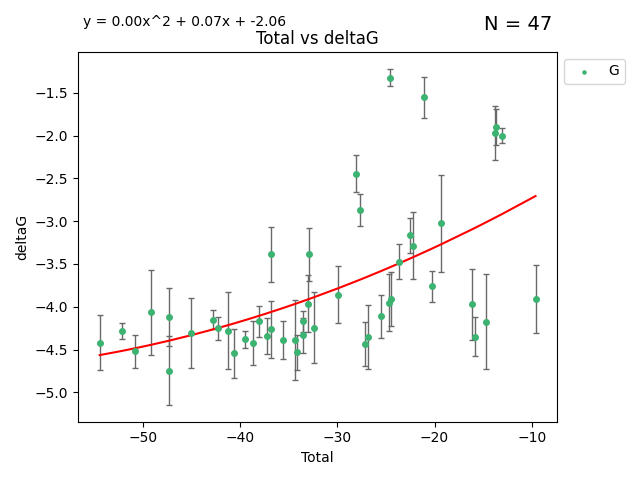 y = 0.00x^2 + 0.07x + -2.06
N = 47
Total vs deltaG
G
deltaG
−1.5
−2.0
−2.5
−3.0
−3.5
−4.0
−4.5
−5.0
−50
−40
−30
−20
−10
Total